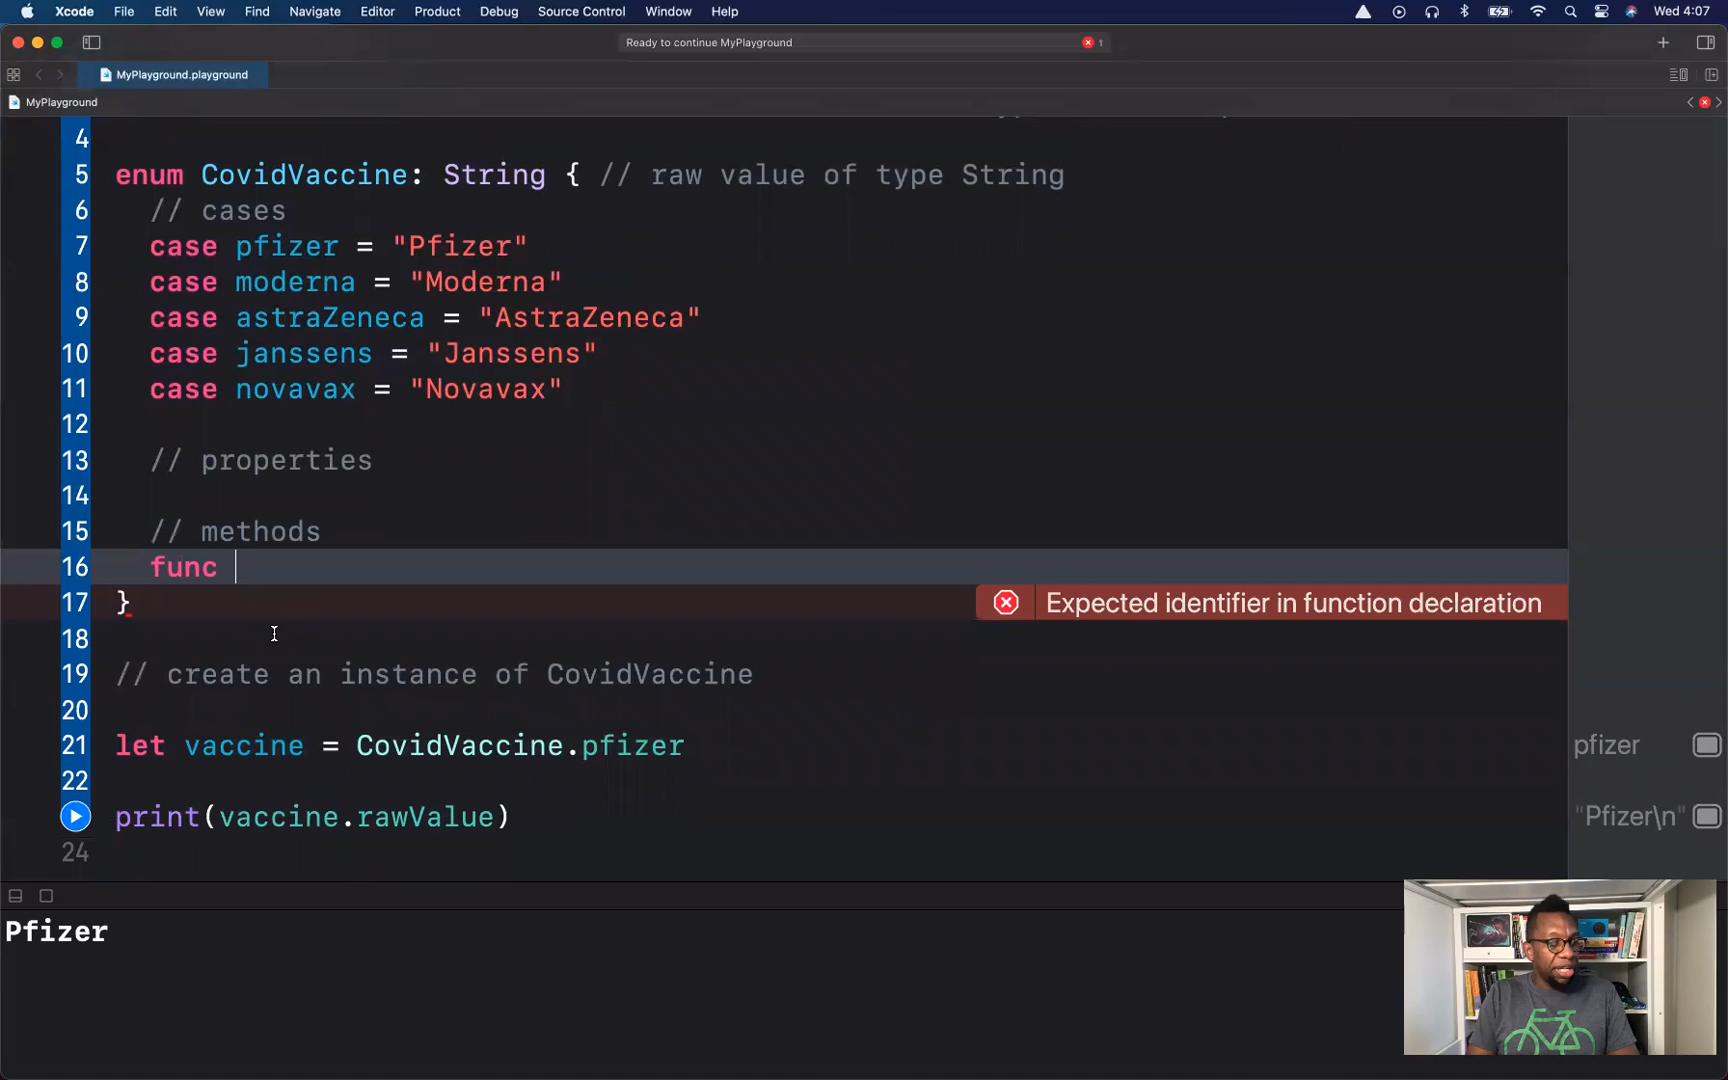 Xcode File Edit View Find Navigate Editor Product Debug Source Control Window Help Wed 4:07
Ready to continue MyPlayground 1
MyPlayground.playground
MyPlayground
4
5 enum CovidVaccine: String { // raw value of type String
6 // cases
7 case pfizer = "Pfizer"
8 case moderna = "Moderna"
9 case astraZeneca = "AstraZeneca"
10 case janssens = "Janssens"
11 case novavax = "Novavax"
12
13 // properties
14
15 // methods
16 func
17 } Expected identifier in function declaration
18
19 // create an instance of CovidVaccine
20
21 let vaccine = CovidVaccine.pfizer pfizer
22
print(vaccine.rawValue) "Pfizer\n"
24
Pfizer